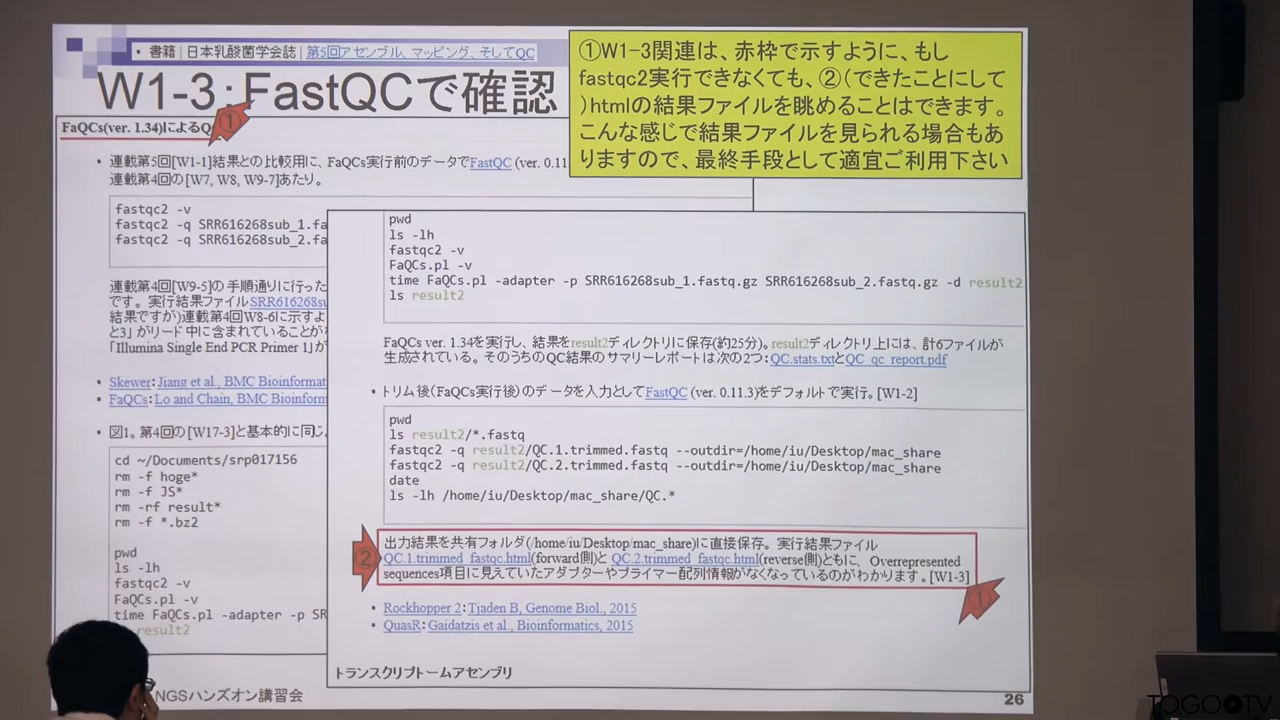 • 書籍 | 日本乳酸菌学会誌 | 第5回アセンブル、マッピング、そしてQC
W1-3:FastQCで確認
①W1-3関連は、赤枠で示すように、もし
fastqc2実行できなくても、②(できたことにして
)htmlの結果ファイルを眺めることはできます。
こんな感じで結果ファイルを見られる場合もあ
りますので、最終手段として適宜ご利用下さい
FaQCs(ver. 1.34)によるQ
①
• 連載第5回[W1-1]結果との比較用に、FaQCs実行前のデータでFastQC (ver. 0.11
連載第4回の[W7, W8, W9-7]あたり。
fastqc2 -v
fastqc2 -q SRR616268sub_1.fa
fastqc2 -q SRR616268sub_2.fa
連載第4回[W9-5]の手順通りに行った
です。 実行結果ファイルSRR616268su
結果ですが)連載第4回W8-6に示すよ
と3」がリード中に含まれていることが
「Illumina Single End PCR Primer 1」が
• Skewer:Jiang et al., BMC Bioinformat
• FaQCs:Lo and Chain, BMC Bioinform
• 図1。第4回の[W17-3]と基本的に同じ。
cd ~/Documents/srp017156
rm -f hoge*
rm -f JS*
rm -rf result*
rm -f *.bz2
pwd
ls -lh
fastqc2 -v
FaQCs.pl -v
time FaQCs.pl -adapter -p SR
result2
pwd
ls -lh
fastqc2 -v
FaQCs.pl -v
time FaQCs.pl -adapter -p SRR616268sub_1.fastq.gz SRR616268sub_2.fastq.gz -d result2
ls result2
FaQCs ver. 1.34を実行し、結果をresult2ディレクトリに保存(約25分)。result2ディレクトリ上には、計6ファイルが
生成されている。そのうちのQC結果のサマリーレポートは次の2つ:QC.stats.txtとQC_qc_report.pdf
• トリム後(FaQCs実行後)のデータを入力としてFastQC (ver. 0.11.3)をデフォルトで実行。[W1-2]
pwd
ls result2/*.fastq
fastqc2 -q result2/QC.1.trimmed.fastq --outdir=/home/iu/Desktop/mac_share
fastqc2 -q result2/QC.2.trimmed.fastq --outdir=/home/iu/Desktop/mac_share
date
ls -lh /home/iu/Desktop/mac_share/QC.*
②
出力結果を共有フォルダ(/home/iu/Desktop/mac_share)に直接保存。実行結果ファイル
QC.1.trimmed_fastqc.html(forward側)と QC.2.trimmed_fastqc.html(reverse側)ともに、Overrepresented
sequences項目に見えていたアダプターやプライマー配列情報がなくなっているのがわかります。[W1-3]
①
• Rockhopper 2:Tjaden B, Genome Biol., 2015
• QuasR:Gaidatzis et al., Bioinformatics, 2015
トランスクリプトームアセンブリ
NGSハンズオン講習会
26
TOGOTV